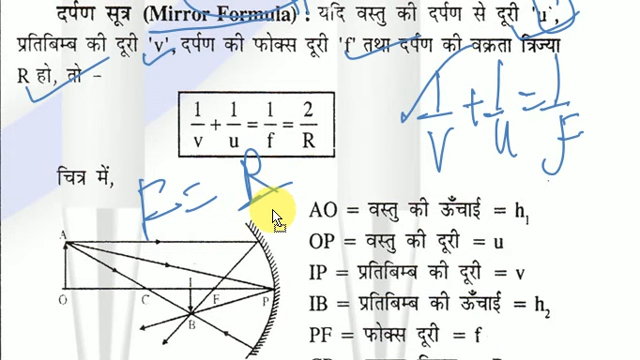 दर्पण सूत्र (Mirror Formula) : यदि वस्तु की दर्पण से दूरी 'u',
प्रतिबिम्ब की दूरी 'v', दर्पण की फोक्स दूरी 'f' तथा दर्पण की वक्रता त्रिज्या
R हो, तो –
1/v + 1/u = 1/f = 2/R
1/V + 1/u = 1/F
चित्र में,
F = R
AO = वस्तु की ऊँचाई = h₁
OP = वस्तु की दूरी = u
IP = प्रतिबिम्ब की दूरी = v
IB = प्रतिबिम्ब की ऊँचाई = h₂
PF = फोक्स दूरी = f
A
O C I F P
B